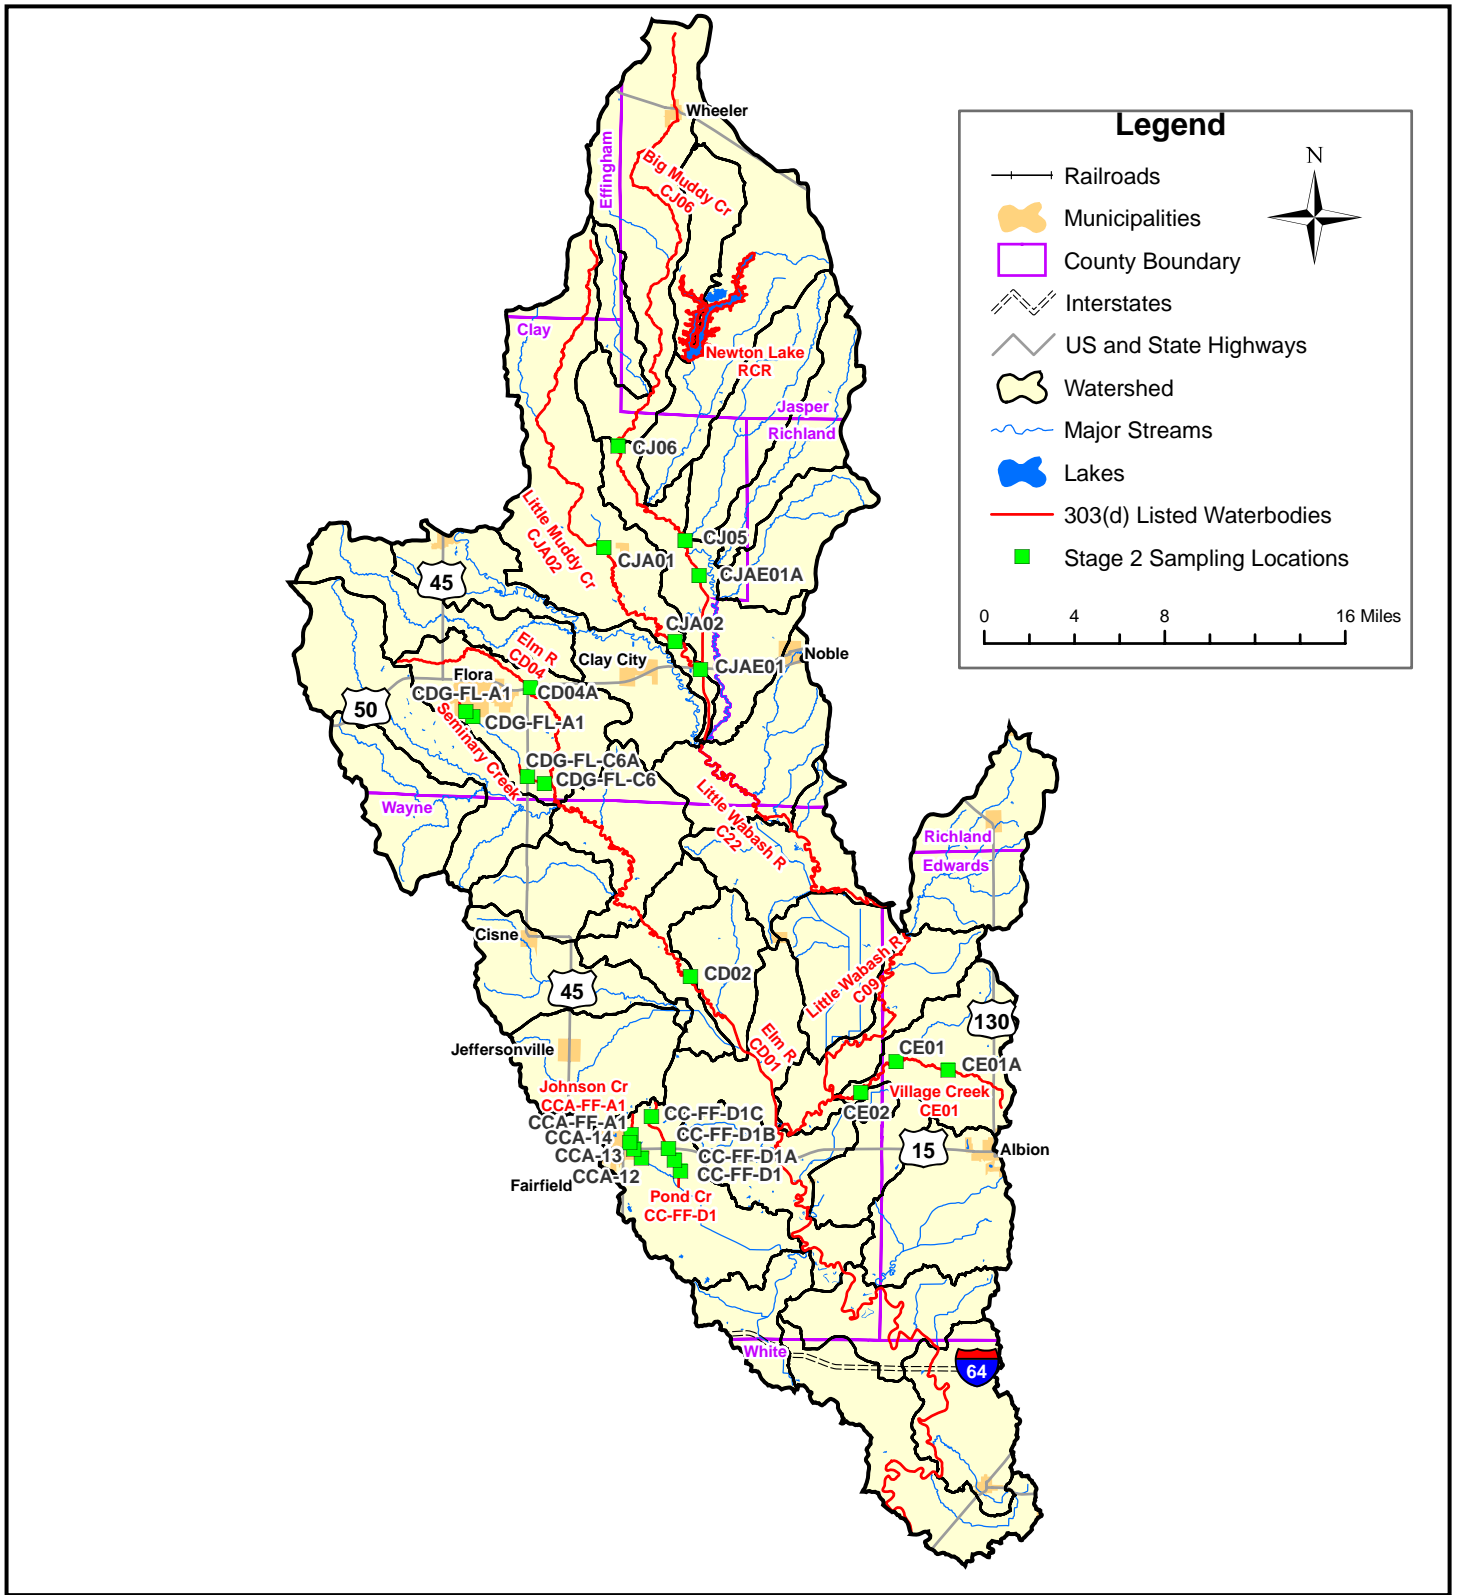 Legend
N
Railroads
Municipalities
County Boundary
Interstates
US and State Highways
Watershed
Major Streams
Lakes
303(d) Listed Waterbodies
Stage 2 Sampling Locations
0 4 8 16 Miles
Wheeler
Effingham
Big Muddy Cr
CJ06
Clay
Newton Lake
RCR
Jasper
Richland
CJ06
Little Muddy Cr
CJA02
CJ05
CJA01
CJAE01A
45
CJA02
Elm R
CD04
Clay City
Noble
CJAE01
Flora
CDG-FL-A1
CD04A
50
CDG-FL-A1
Seminary Creek
CDG-FL-C6A
CDG-FL-C6
Wayne
Little Wabash R
C22
Richland
Edwards
Cisne
CD02
Little Wabash R
C09
45
130
Jeffersonville
Elm R
CD01
CE01
CE01A
Johnson Cr
CCA-FF-A1
Village Creek
CE01
CE02
CC-FF-D1C
CCA-FF-A1
CC-FF-D1B
CCA-14
CCA-13
CC-FF-D1A
15
Albion
CCA-12
CC-FF-D1
Fairfield
Pond Cr
CC-FF-D1
White
64